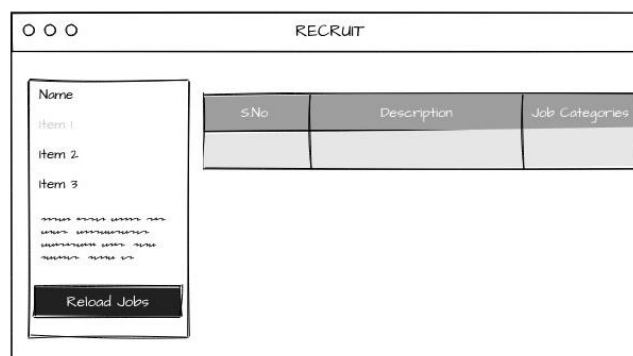 RECRUIT
Name
Item 1
Item 2
Item 3
Reload Jobs
S.No
Description
Job Categories